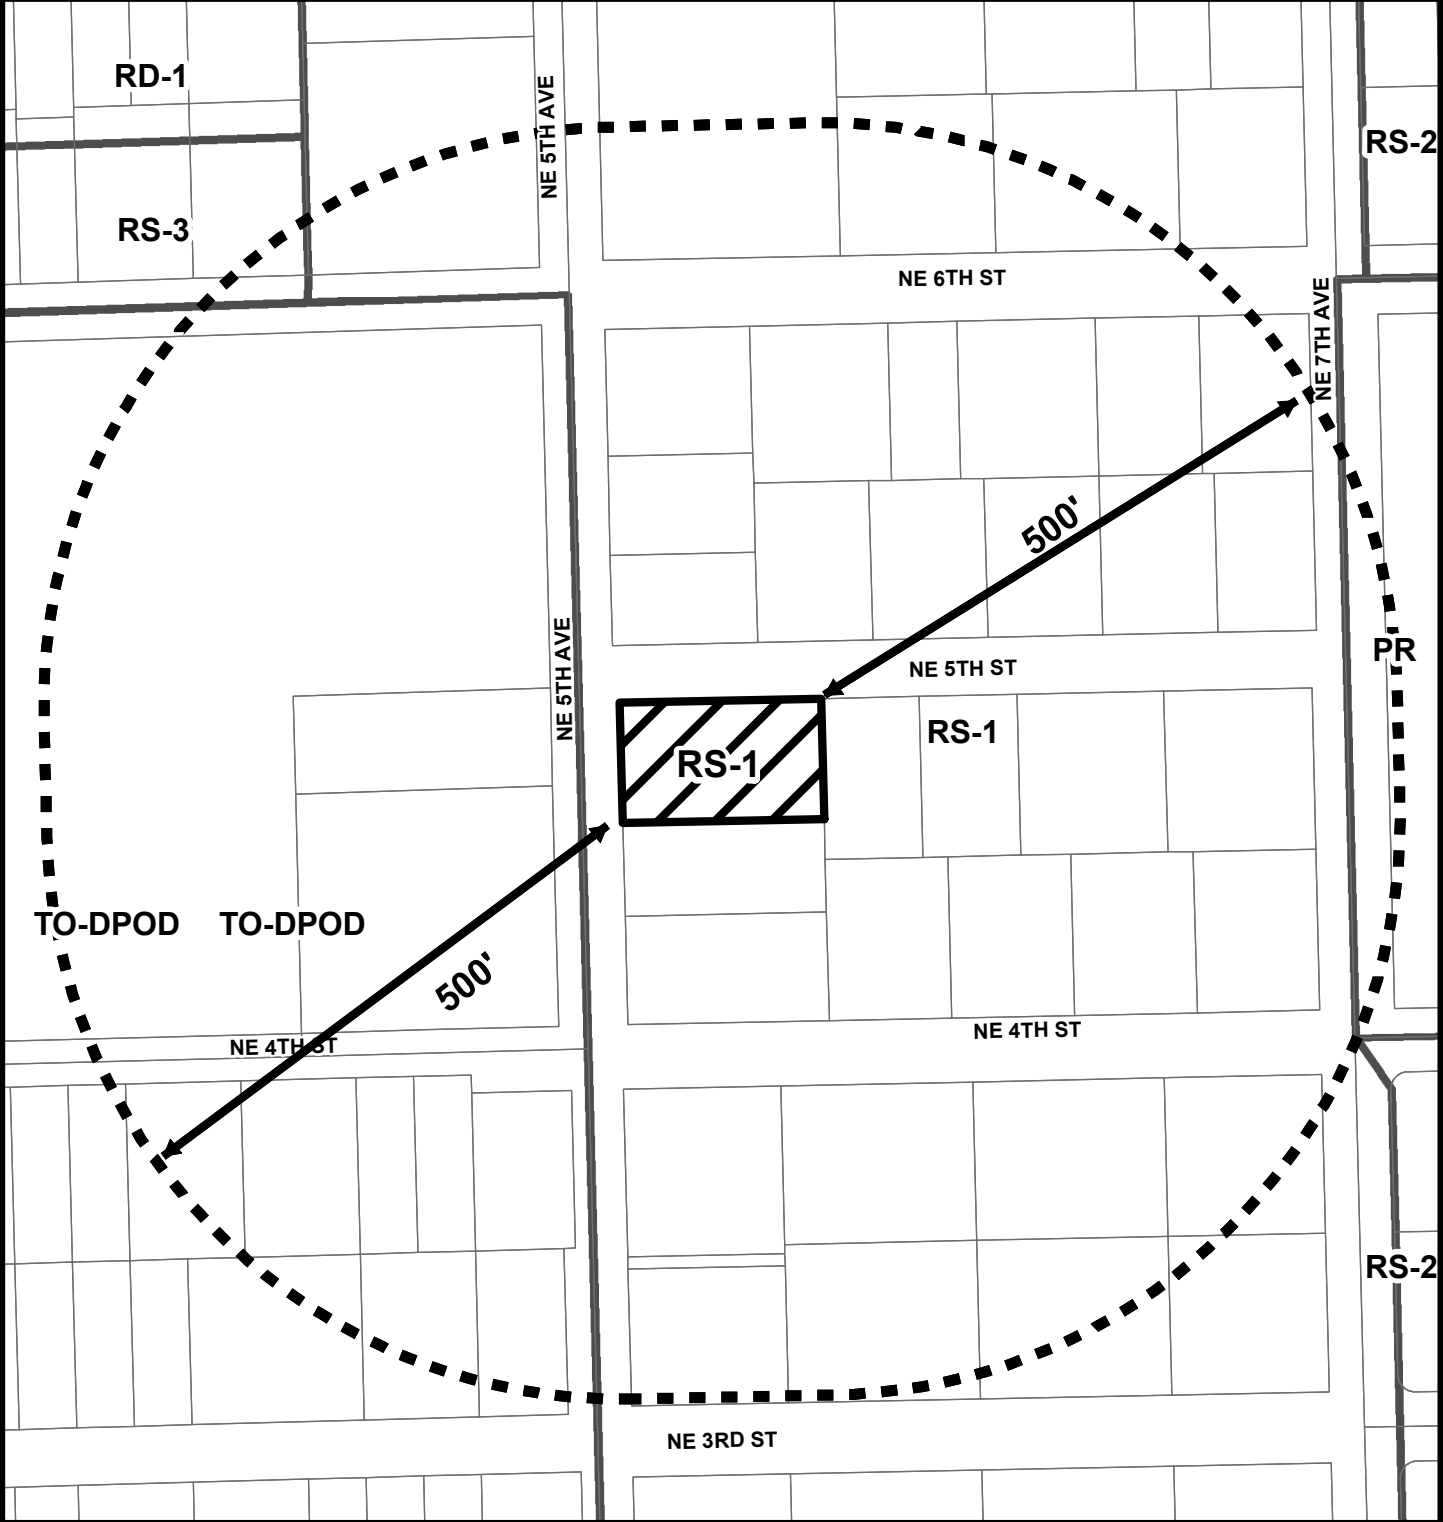 RD-1
NE 5TH AVE
RS-2
RS-3
NE 6TH ST
NE 7TH AVE
500'
NE 5TH AVE
PR
NE 5TH ST
RS-1
RS-1
TO-DPOD
TO-DPOD
500'
NE 4TH ST
NE 4TH ST
RS-2
NE 3RD ST